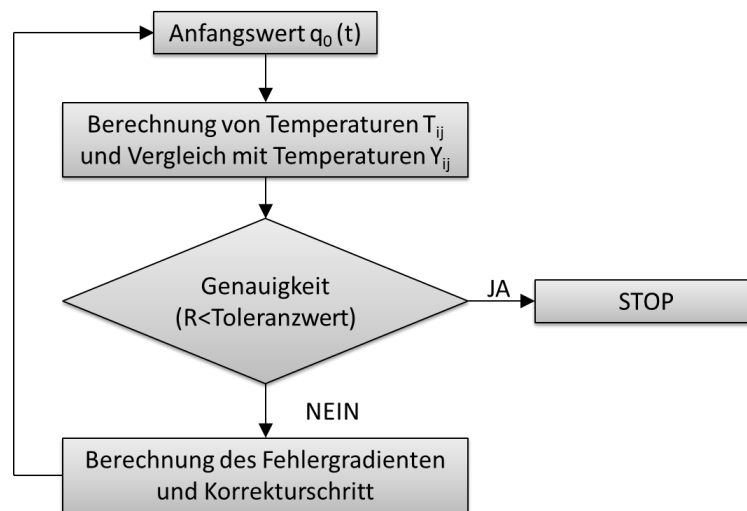 Anfangswert q₀ (t)
Berechnung von Temperaturen Tᵢⱼ
und Vergleich mit Temperaturen Yᵢⱼ
Genauigkeit
(R<Toleranzwert)
JA
STOP
NEIN
Berechnung des Fehlergradienten
und Korrekturschritt